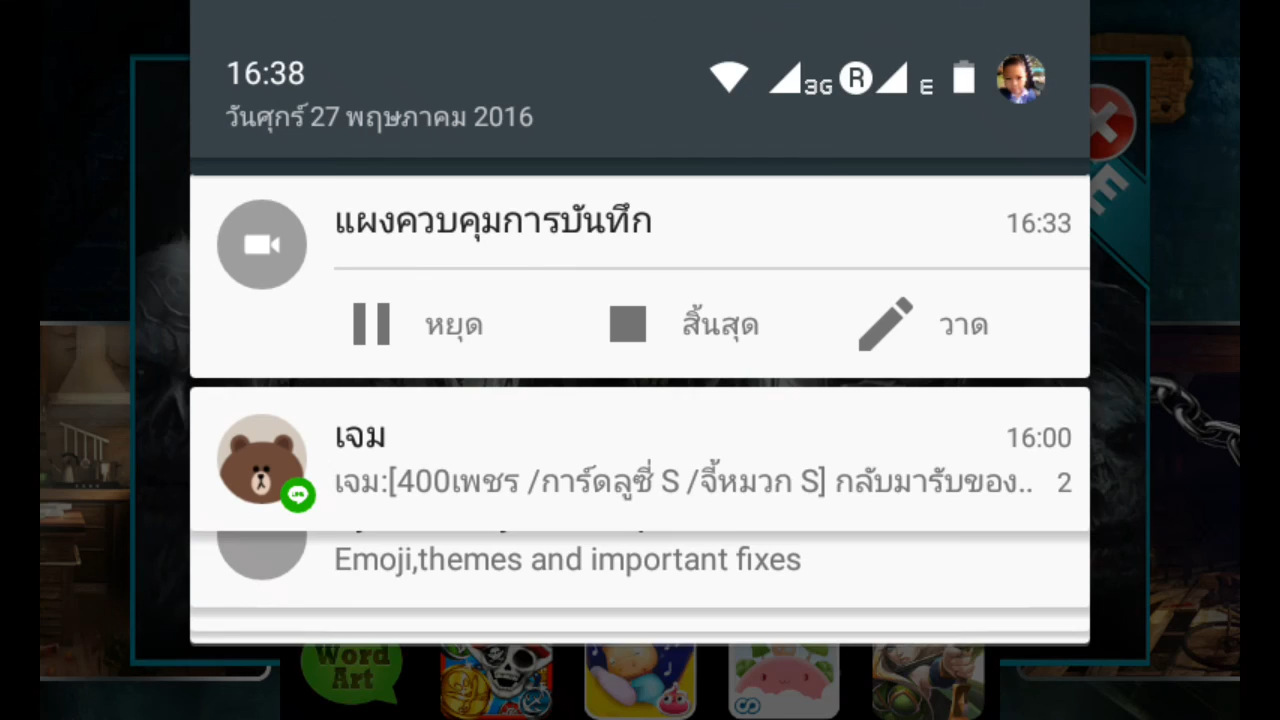 16:38
3G R E
วันศุกร์ 27 พฤษภาคม 2016
E
แผงควบคุมการบันทึก 16:33
หยุด สิ้นสุด วาด
เจม 16:00
เจม:[400เพชร /การ์ดลูซี่ S /จี้หมวก S] กลับมารับของ.. 2
Emoji,themes and important fixes
Word
Art